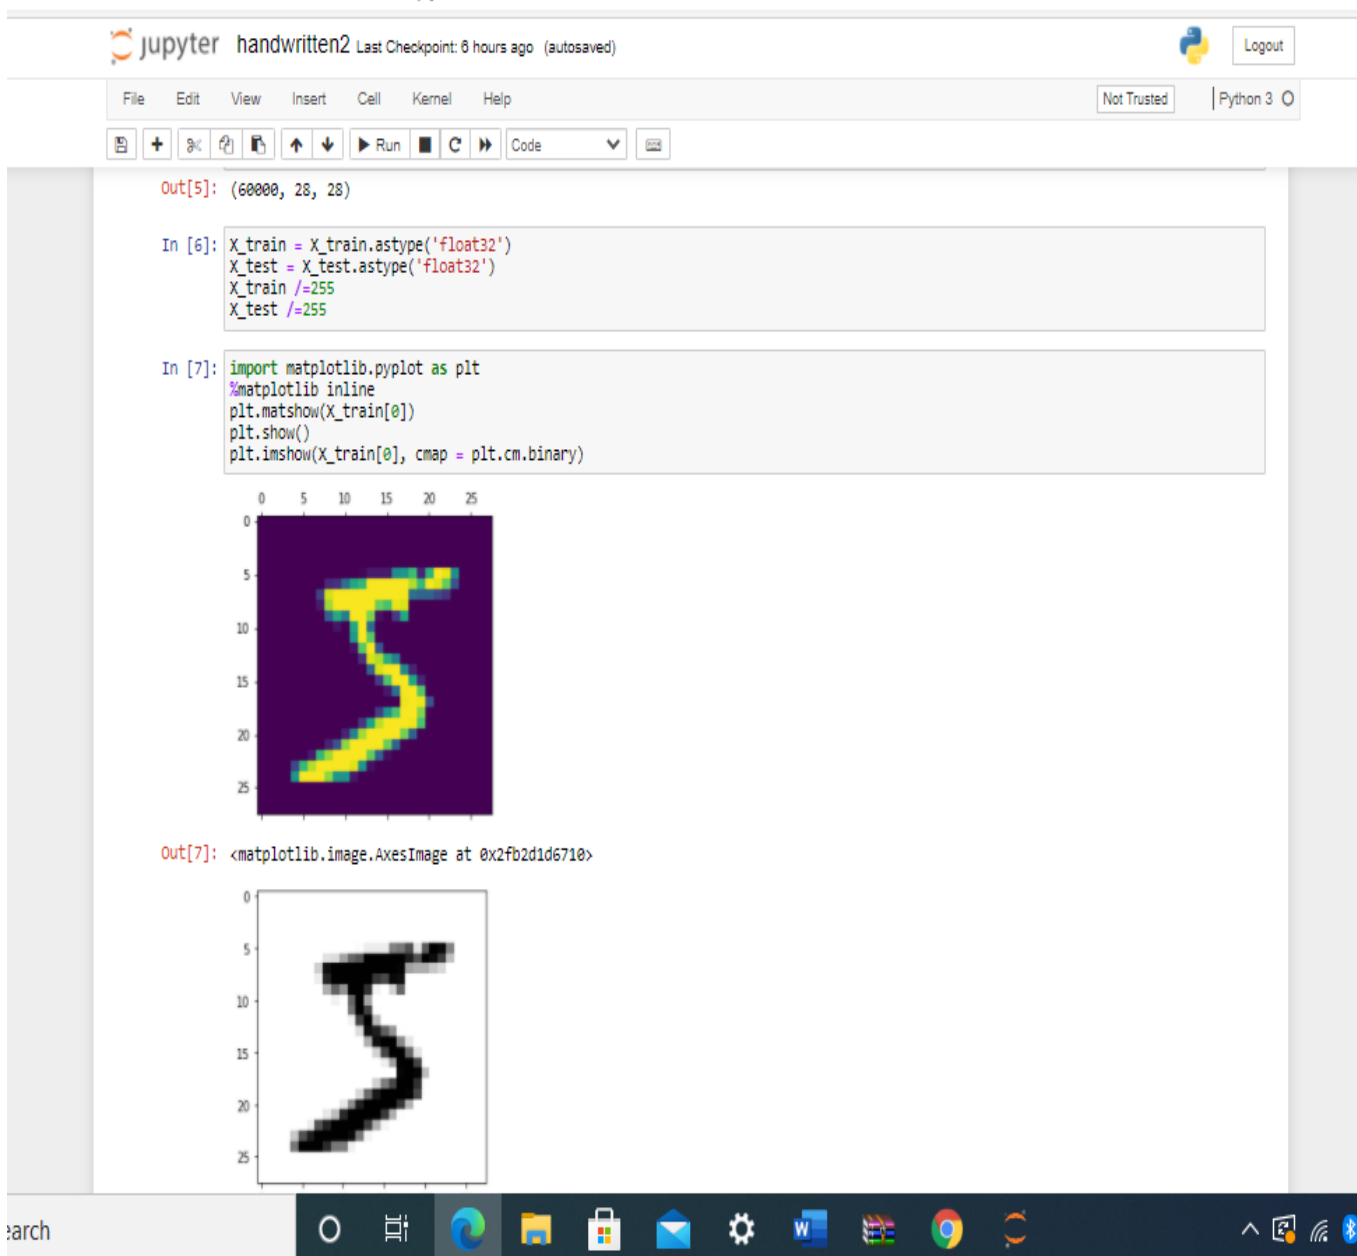 jupyter handwritten2 Last Checkpoint: 6 hours ago (autosaved)
Logout
File Edit View Insert Cell Kernel Help
Not Trusted
Python 3
Run
Code
Out[5]: (60000, 28, 28)
In [6]: X_train = X_train.astype('float32')
X_test = X_test.astype('float32')
X_train /=255
X_test /=255
In [7]: import matplotlib.pyplot as plt
%matplotlib inline
plt.matshow(X_train[0])
plt.show()
plt.imshow(X_train[0], cmap = plt.cm.binary)
0 5 10 15 20 25
0
5
10
15
20
25
5
Out[7]: <matplotlib.image.AxesImage at 0x2fb2d1d6710>
0
5
10
15
20
25
5
earch
W